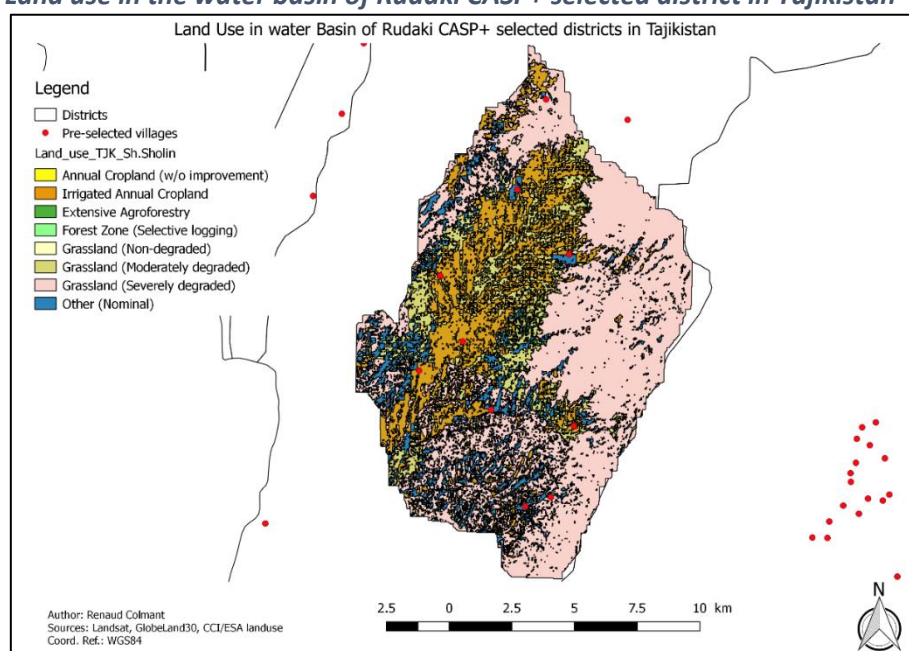 Land use in the water basin of Rudaki CASP+ selected district in Tajikistan
Land Use in water Basin of Rudaki CASP+ selected districts in Tajikistan
Legend
Districts
Pre-selected villages
Land_use_TJK_Sh.Sholin
Annual Cropland (w/o improvement)
Irrigated Annual Cropland
Extensive Agroforestry
Forest Zone (Selective logging)
Grassland (Non-degraded)
Grassland (Moderately degraded)
Grassland (Severely degraded)
Other (Nominal)
Author: Renaud Colmant
Sources: Landsat, GlobeLand30, CCI/ESA landuse
Coord. Ref.: WGS84
2.5 0 2.5 5 7.5 10 km
N